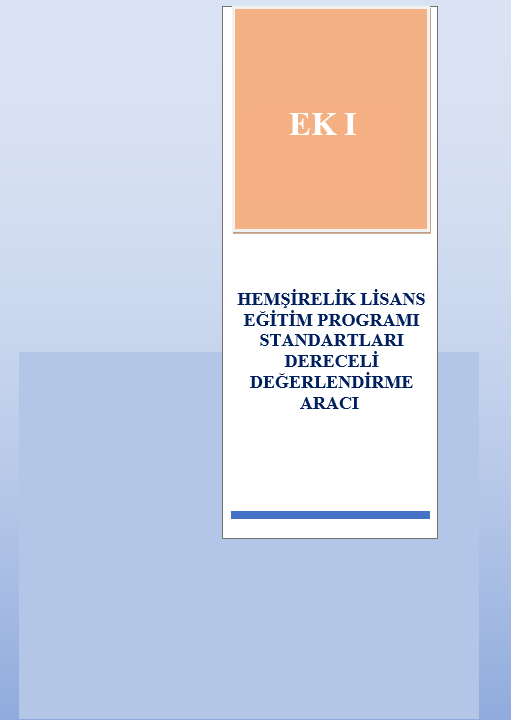 EK I
HEMŞİRELİK LİSANS
EĞİTİM PROGRAMI
STANDARTLARI
DERECELİ
DEĞERLENDİRME
ARACI